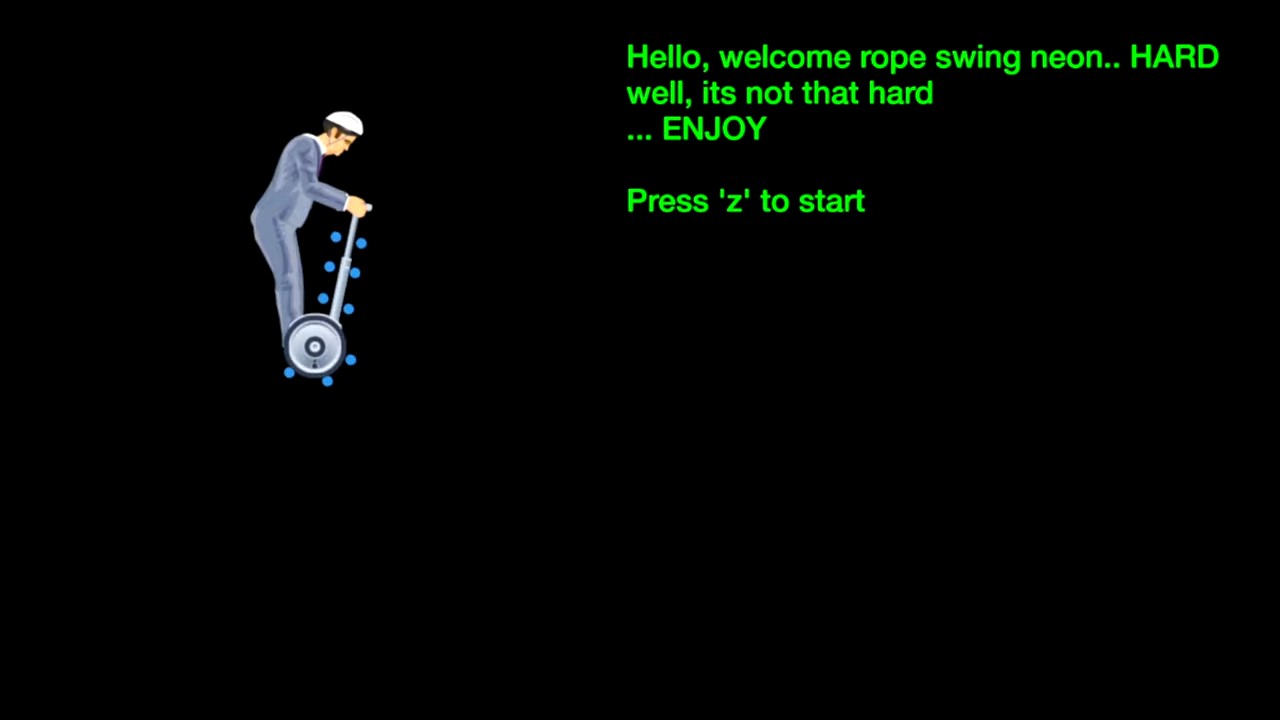 Hello, welcome rope swing neon.. HARD
well, its not that hard
... ENJOY
Press 'z' to start